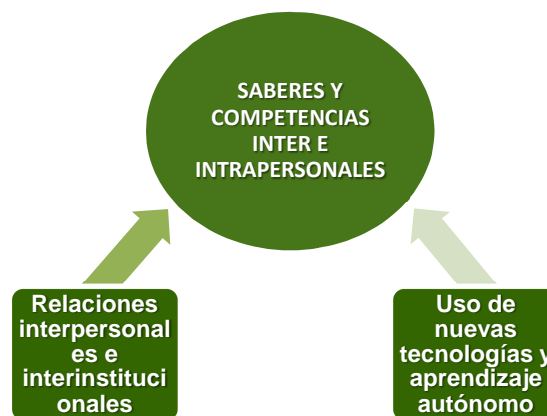 SABERES Y
COMPETENCIAS
INTER E
INTRAPERSONALES
Relaciones
interpersonal
es e
interinstituci
onales
Uso de
nuevas
tecnologías y
aprendizaje
autónomo